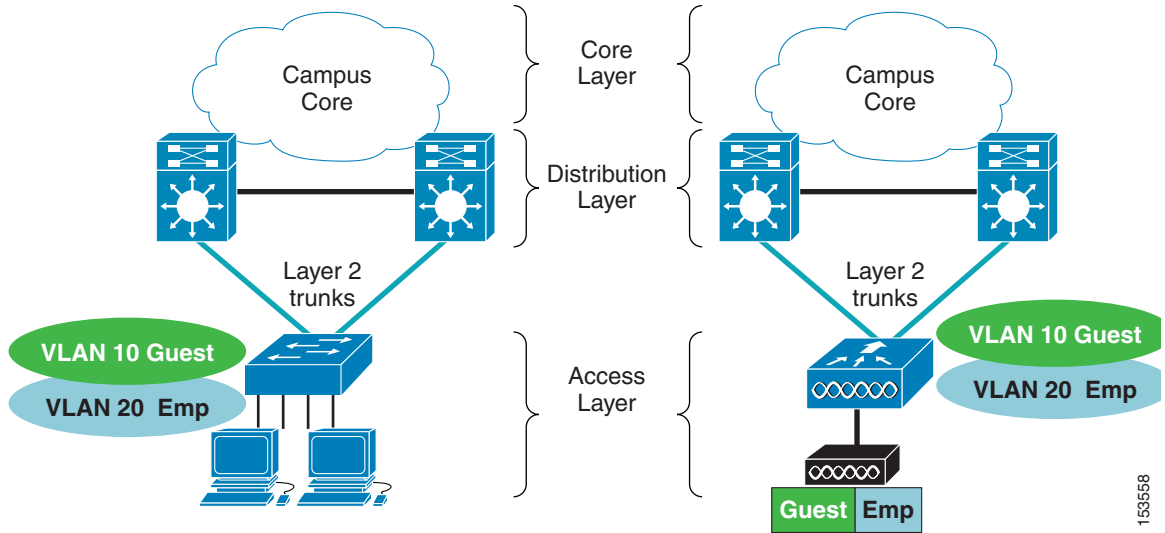 Campus
Core
Core
Layer
Campus
Core
Distribution
Layer
Layer 2
trunks
Layer 2
trunks
VLAN 10 Guest
VLAN 20 Emp
Access
Layer
VLAN 10 Guest
VLAN 20 Emp
Guest
Emp
153558